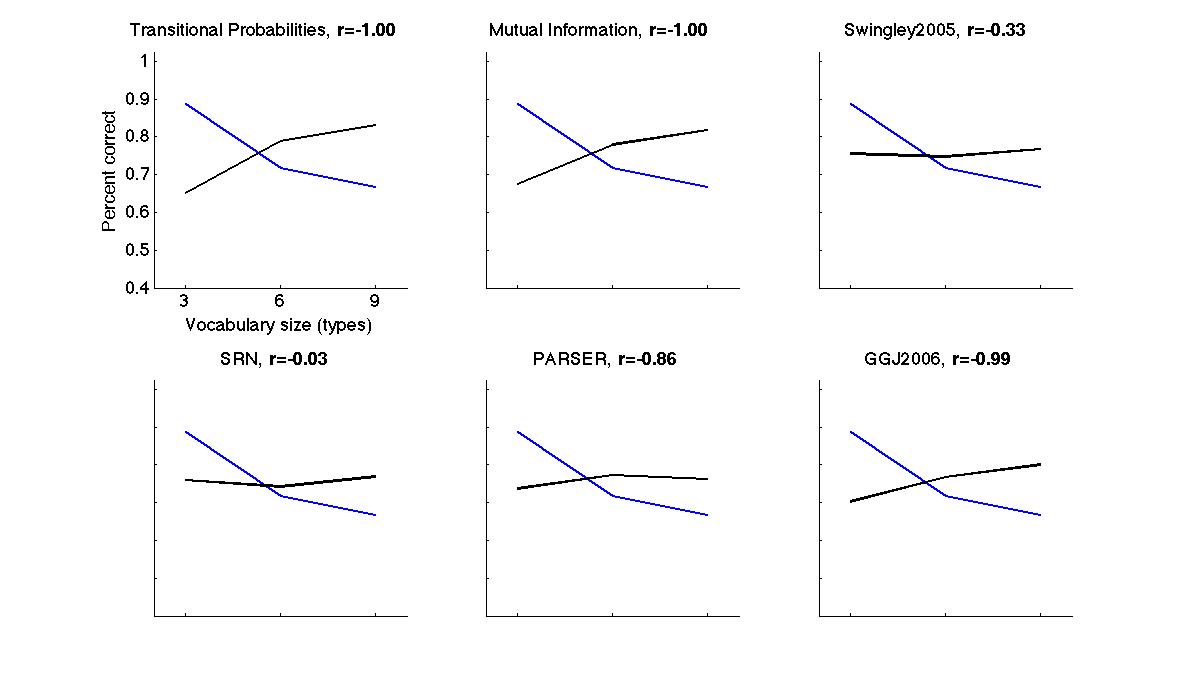 Transitional Probabilities, r=-1.00
Mutual Information, r=-1.00
Swingley2005, r=-0.33
1
0.9
0.8
0.7
0.6
0.5
0.4
Percent correct
3 6 9
Vocabulary size (types)
SRN, r=-0.03
PARSER, r=-0.86
GGJ2006, r=-0.99